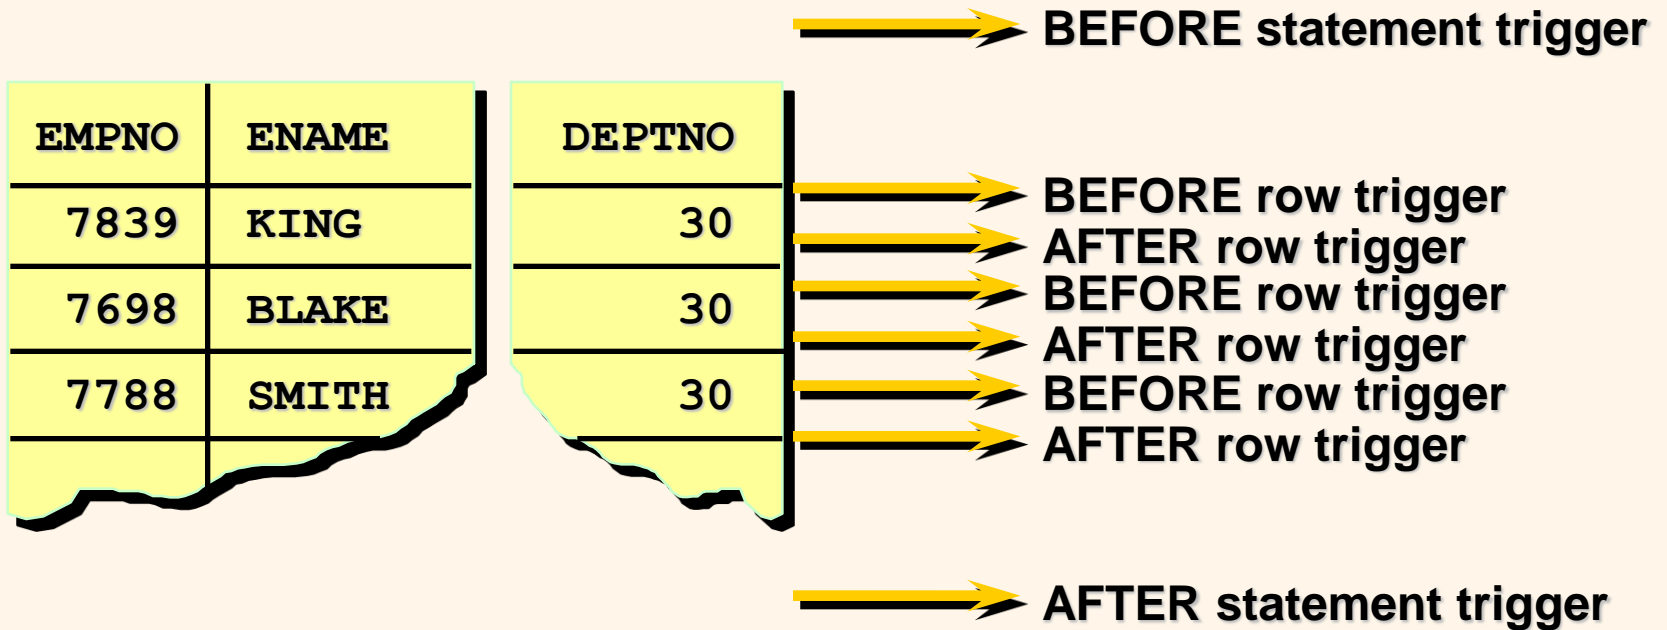 BEFORE statement trigger
EMPNO ENAME DEPTNO
7839 KING 30
BEFORE row trigger
AFTER row trigger
7698 BLAKE 30
BEFORE row trigger
AFTER row trigger
7788 SMITH 30
BEFORE row trigger
AFTER row trigger
AFTER statement trigger